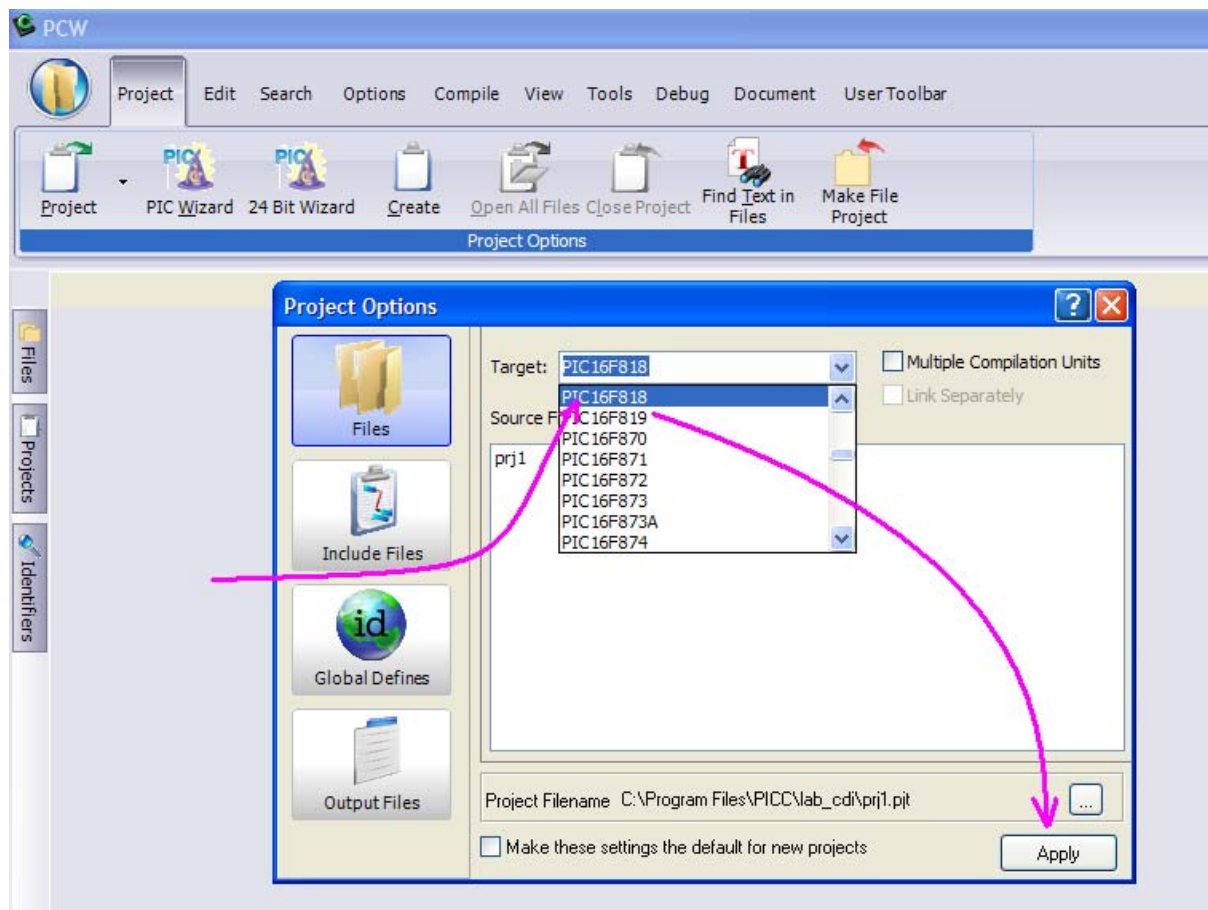 PCW
Project Edit Search Options Compile View Tools Debug Document User Toolbar
Project PIC Wizard 24 Bit Wizard Create Open All Files Close Project Find Text in Files Make File Project
Project Options
Files
Projects
Identifiers
Project Options
Files
Include Files
id
Global Defines
Output Files
Target: PIC16F818
Multiple Compilation Units
Link Separately
Source F
prj1
PIC16F818
PIC16F819
PIC16F870
PIC16F871
PIC16F872
PIC16F873
PIC16F873A
PIC16F874
Project Filename C:\Program Files\PICC\lab_cdi\prj1.pjt ...
Make these settings the default for new projects
Apply